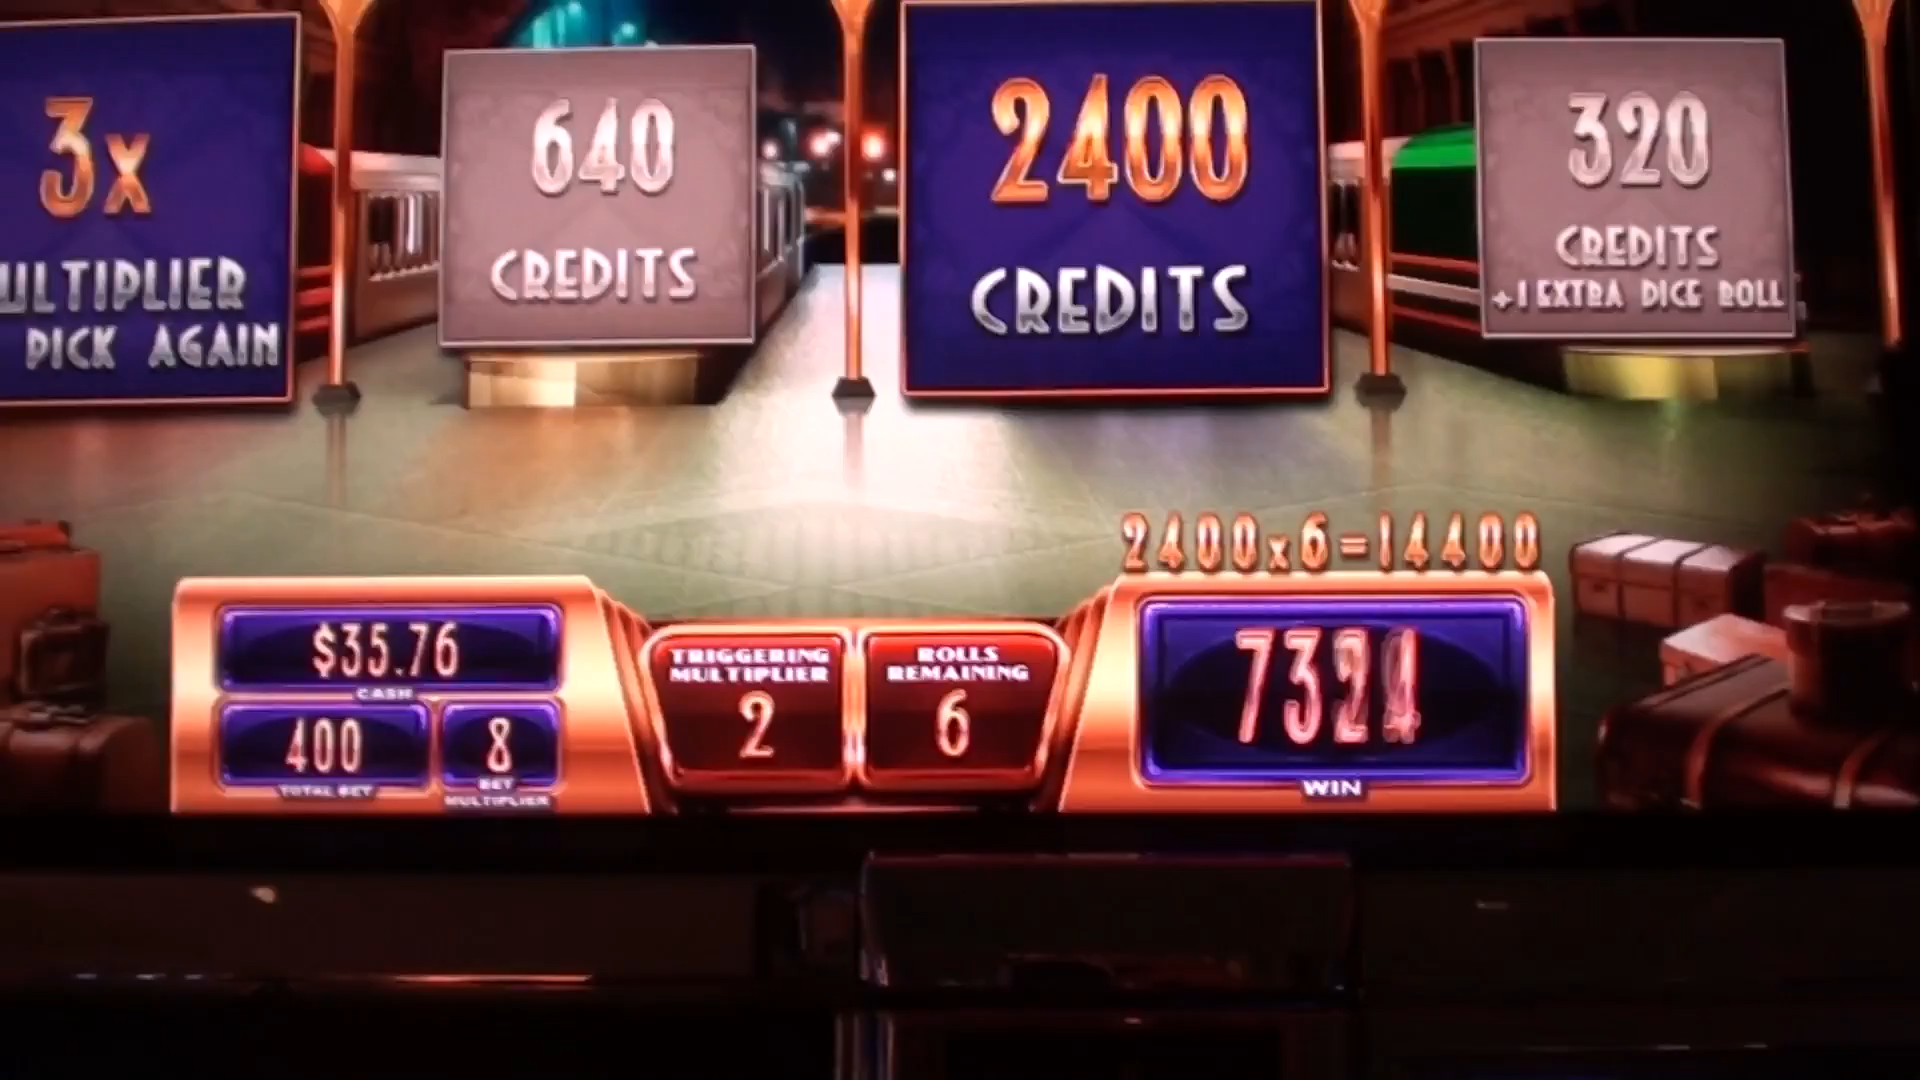 3x
ULTIPLIER
PICK AGAIN
640
CREDITS
2400
CREDITS
320
CREDITS
+1 EXTRA DICE ROLL
2400x6=14400
$35.76
CASH
400
TOTAL BET
8
BET
MULTIPLIER
TRIGGERING
MULTIPLIER
2
ROLLS
REMAINING
6
WIN